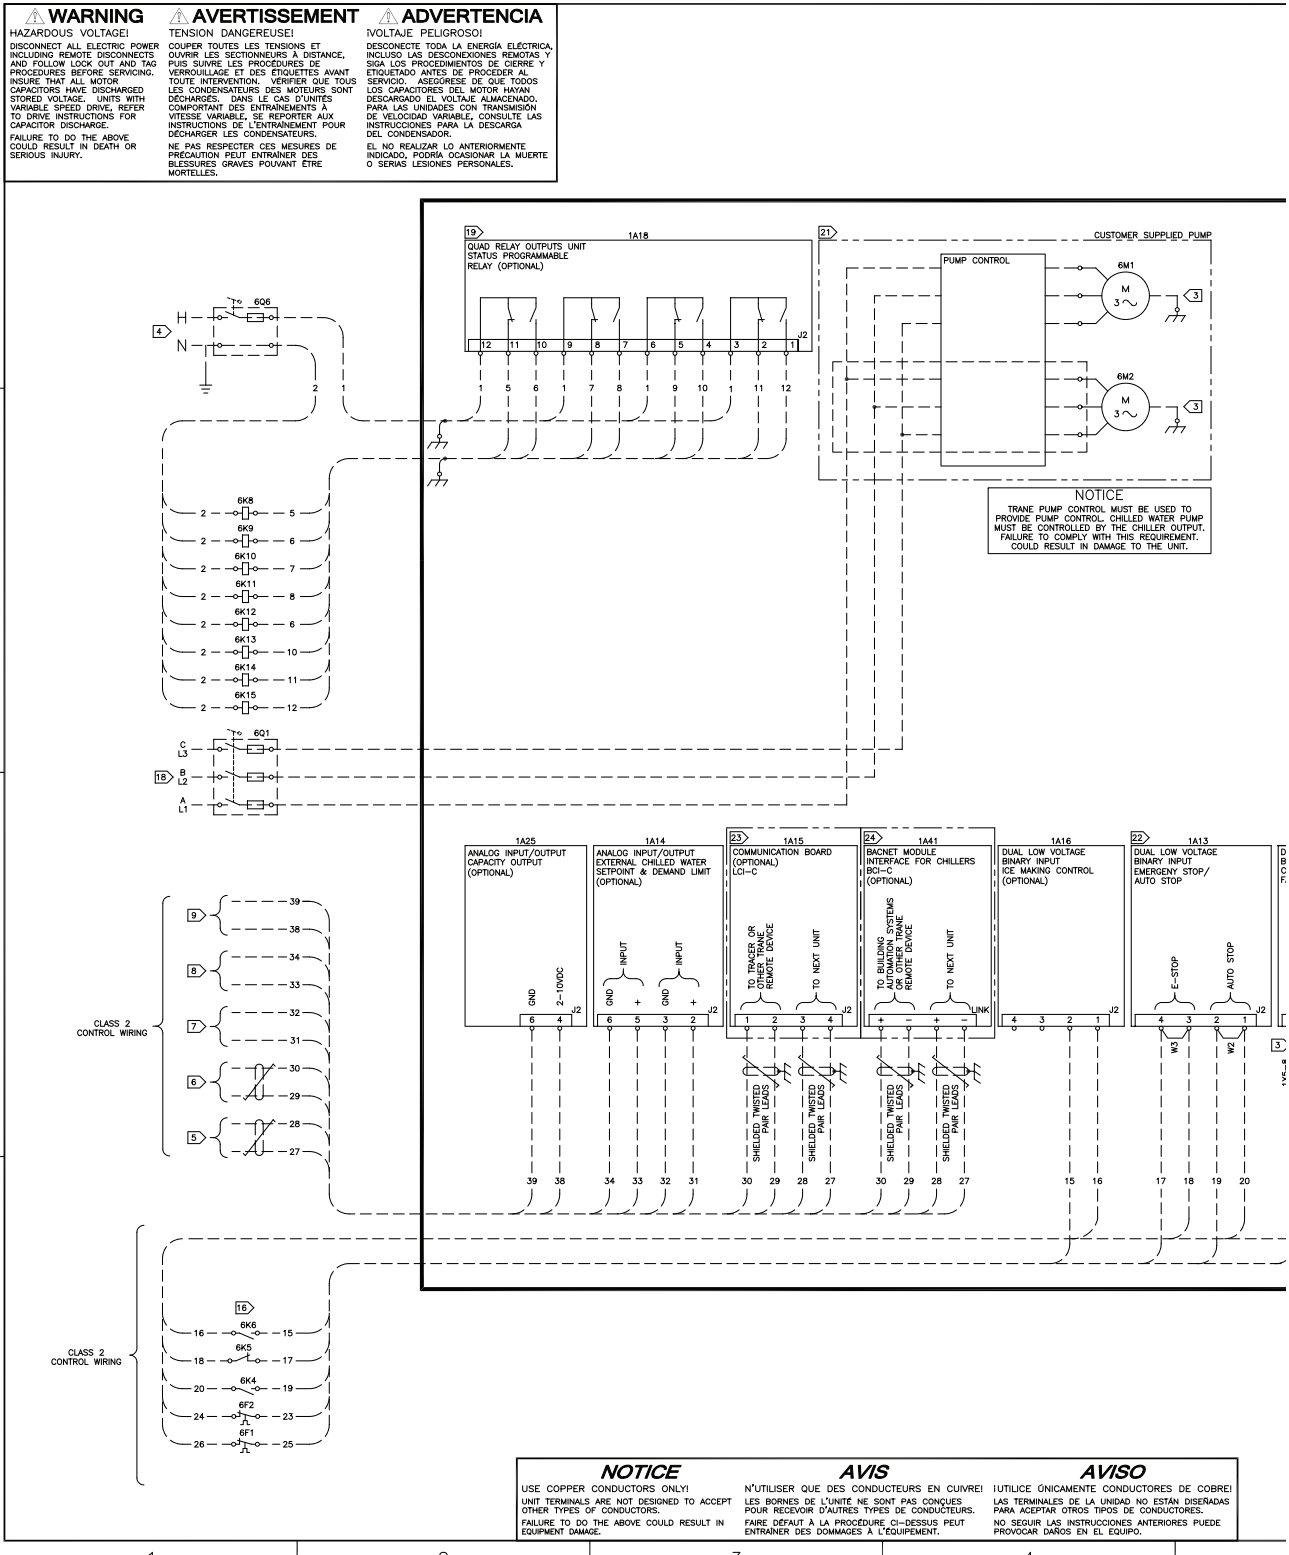 WARNING
HAZARDOUS VOLTAGE!
DISCONNECT ALL ELECTRIC POWER
INCLUDING REMOTE DISCONNECTS
AND FOLLOW LOCK OUT AND TAG
PROCEDURES BEFORE SERVICING.
INSURE THAT ALL MOTOR
CAPACITORS HAVE DISCHARGED
STORED VOLTAGE. UNITS WITH
VARIABLE SPEED DRIVE, REFER
TO DRIVE INSTRUCTIONS FOR
CAPACITOR DISCHARGE.
FAILURE TO DO THE ABOVE
COULD RESULT IN DEATH OR
SERIOUS INJURY.
AVERTISSEMENT
TENSION DANGEREUSE!
COUPER TOUTES LES TENSIONS ET
OUVRIR LES SECTIONNEURS À DISTANCE,
PUIS SUIVRE LES PROCÉDURES DE
VERROUILLAGE ET DES ÉTIQUETTES AVANT
TOUTE INTERVENTION. VÉRIFIER QUE TOUS
LES CONDENSATEURS DES MOTEURS SONT
DÉCHARGÉS. DANS LE CAS D'UNITÉS
COMPORTANT DES ENTRAÎNEMENTS À
VITESSE VARIABLE, SE REPORTER AUX
INSTRUCTIONS DE L'ENTRAÎNEMENT POUR
DÉCHARGER LES CONDENSATEURS.
NE PAS RESPECTER CES MESURES DE
PRÉCAUTION PEUT ENTRAÎNER DES
BLESSURES GRAVES POUVANT ÊTRE
MORTELLES.
ADVERTENCIA
¡VOLTAJE PELIGROSO!
DESCONECTE TODA LA ENERGÍA ELÉCTRICA,
INCLUSO LAS DESCONEXIONES REMOTAS Y
SIGA LOS PROCEDIMIENTOS DE CIERRE Y
ETIQUETADO ANTES DE PROCEDER AL
SERVICIO. ASEGÚRESE DE QUE TODOS
LOS CAPACITORES DEL MOTOR HAYAN
DESCARGADO EL VOLTAJE ALMACENADO.
PARA LAS UNIDADES CON TRANSMISIÓN
DE VELOCIDAD VARIABLE, CONSULTE LAS
INSTRUCCIONES PARA LA DESCARGA
DEL CONDENSADOR.
EL NO REALIZAR LO ANTERIORMENTE
INDICADO, PODRÍA OCASIONAR LA MUERTE
O SERIAS LESIONES PERSONALES.
19
1A18
QUAD RELAY OUTPUTS UNIT
STATUS PROGRAMMABLE
RELAY (OPTIONAL)
J2
12 11 10 9 8 7 6 5 4 3 2 1
1 5 6 1 7 8 1 9 10 1 11 12
21
CUSTOMER SUPPLIED PUMP
PUMP CONTROL
6M1
M
3
3
6M2
M
3
3
NOTICE
TRANE PUMP CONTROL MUST BE USED TO
PROVIDE PUMP CONTROL. CHILLED WATER PUMP
MUST BE CONTROLLED BY THE CHILLER OUTPUT.
FAILURE TO COMPLY WITH THIS REQUIREMENT.
COULD RESULT IN DAMAGE TO THE UNIT.
6Q6
H
4
N
2 1
6K8
2 5
6K9
2 6
6K10
2 7
6K11
2 8
6K12
2 6
6K13
2 10
6K14
2 11
6K15
2 12
6Q1
C
L3
18
B
L2
A
L1
1A25
ANALOG INPUT/OUTPUT
CAPACITY OUTPUT
(OPTIONAL)
GND
2-10VDC
J2
6 4
39 38
1A14
ANALOG INPUT/OUTPUT
EXTERNAL CHILLED WATER
SETPOINT & DEMAND LIMIT
(OPTIONAL)
INPUT
INPUT
GND
+
GND
+
J2
6 5 3 2
34 33 32 31
23
1A15
COMMUNICATION BOARD
(OPTIONAL)
LCI-C
TO TRACER OR
OTHER TRANE
REMOTE DEVICE
TO NEXT UNIT
J2
1 2 3 4
SHIELDED TWISTED
PAIR LEADS
SHIELDED TWISTED
PAIR LEADS
30 29 28 27
24
1A41
BACNET MODULE
INTERFACE FOR CHILLERS
BCI-C
(OPTIONAL)
TO BUILDING
AUTOMATION SYSTEMS
OR OTHER TRANE
REMOTE DEVICE
TO NEXT UNIT
LINK
+ - + -
SHIELDED TWISTED
PAIR LEADS
SHIELDED TWISTED
PAIR LEADS
30 29 28 27
1A16
DUAL LOW VOLTAGE
BINARY INPUT
ICE MAKING CONTROL
(OPTIONAL)
J2
4 3 2 1
15 16
22
1A13
DUAL LOW VOLTAGE
BINARY INPUT
EMERGENY STOP/
AUTO STOP
E-STOP
AUTO STOP
J2
4 3 2 1
W3
W2
17 18 19 20
3
CLASS 2
CONTROL WIRING
9
39
38
8
34
33
7
32
31
6
30
29
5
28
27
CLASS 2
CONTROL WIRING
16
6K6
16 15
6K5
18 17
6K4
20 19
6F2
24 23
6F1
26 25
NOTICE
USE COPPER CONDUCTORS ONLY!
UNIT TERMINALS ARE NOT DESIGNED TO ACCEPT
OTHER TYPES OF CONDUCTORS.
FAILURE TO DO THE ABOVE COULD RESULT IN
EQUIPMENT DAMAGE.
AVIS
N'UTILISER QUE DES CONDUCTEURS EN CUIVRE!
LES BORNES DE L'UNITÉ NE SONT PAS CONÇUES
POUR RECEVOIR D'AUTRES TYPES DE CONDUCTEURS.
FAIRE DÉFAUT À LA PROCÉDURE CI-DESSUS PEUT
ENTRAÎNER DES DOMMAGES À L'ÉQUIPEMENT.
AVISO
¡UTILICE ÚNICAMENTE CONDUCTORES DE COBRE!
LAS TERMINALES DE LA UNIDAD NO ESTÁN DISEÑADAS
PARA ACEPTAR OTROS TIPOS DE CONDUCTORES.
NO SEGUIR LAS INSTRUCCIONES ANTERIORES PUEDE
PROVOCAR DAÑOS EN EL EQUIPO.